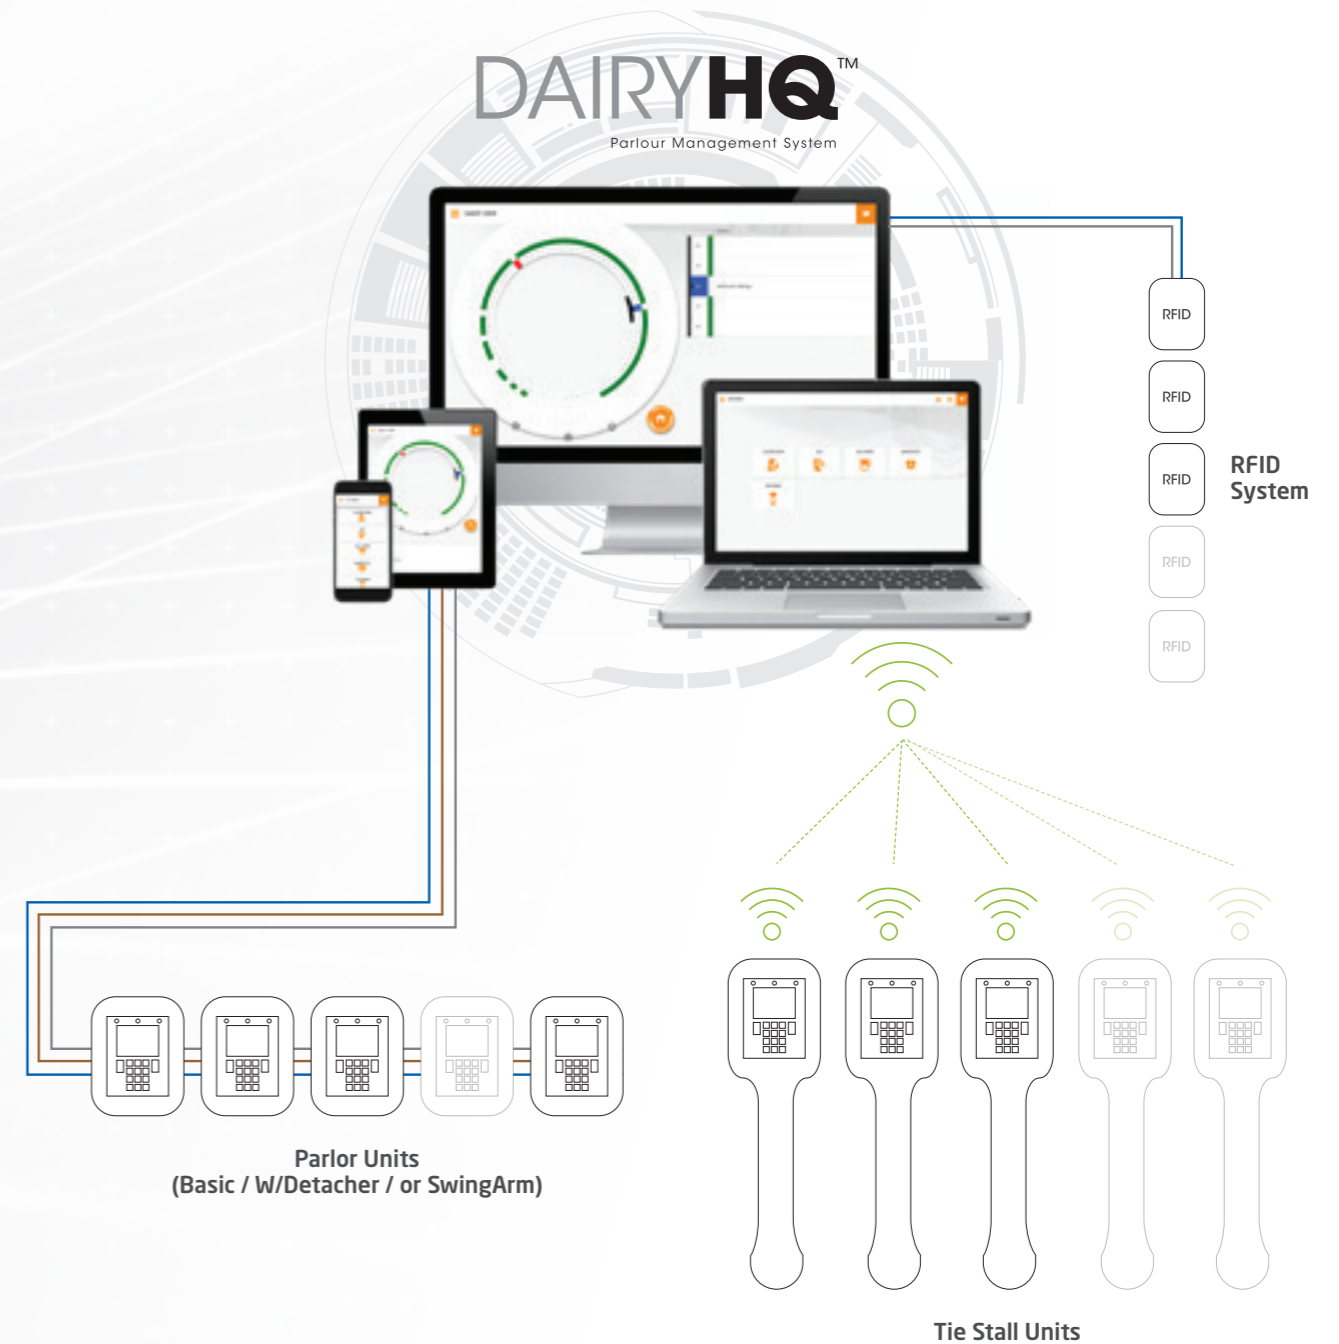 DAIRYHQ™
Parlour Management System
RFID
RFID
RFID
RFID
RFID
RFID
System
Parlor Units
(Basic / W/Detacher / or SwingArm)
Tie Stall Units